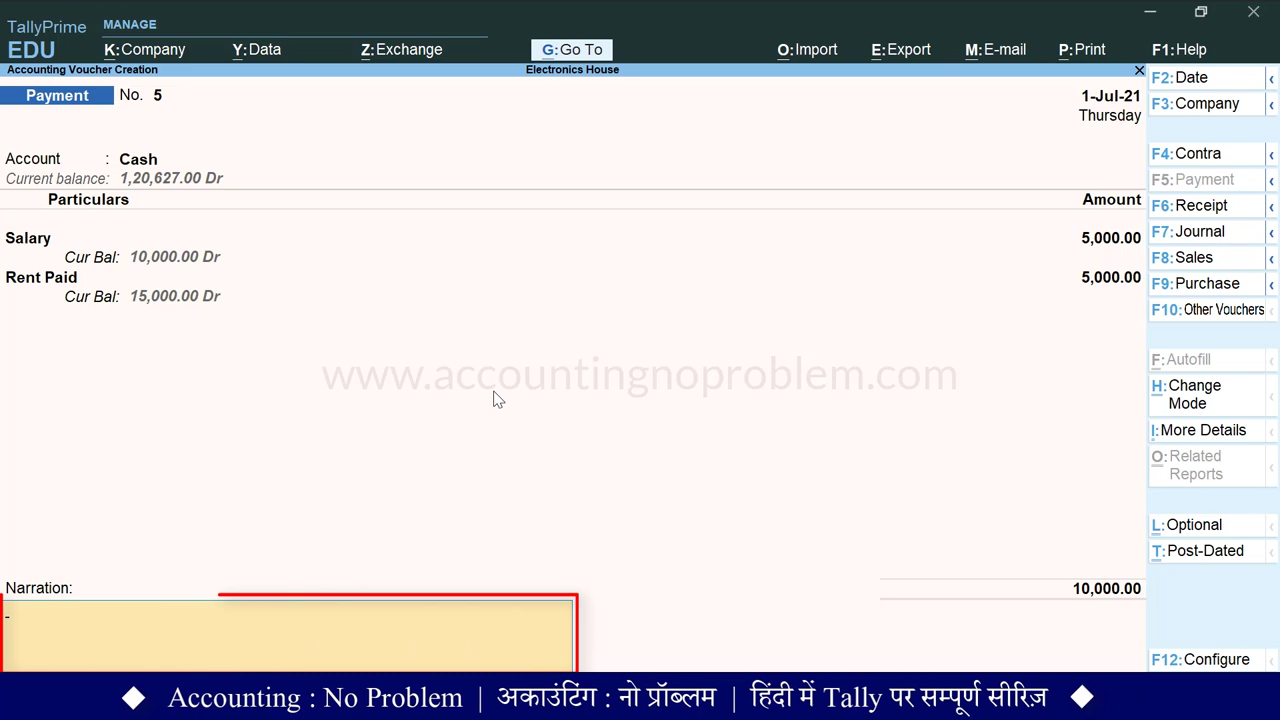 TallyPrime
EDU
MANAGE
K:Company Y:Data Z:Exchange G:Go To O:Import E:Export M:E-mail P:Print F1:Help
Accounting Voucher Creation Electronics House
Payment No. 5 1-Jul-21
Thursday
Account : Cash
Current balance: 1,20,627.00 Dr
Particulars Amount
Salary 5,000.00
Cur Bal: 10,000.00 Dr
Rent Paid 5,000.00
Cur Bal: 15,000.00 Dr
www.accountingnoproblem.com
Narration: 10,000.00
F2:Date
F3:Company
F4:Contra
F5:Payment
F6:Receipt
F7:Journal
F8:Sales
F9:Purchase
F10:Other Vouchers
F:Autofill
H:Change
Mode
I:More Details
O:Related
Reports
L:Optional
T:Post-Dated
F12:Configure
◆ Accounting : No Problem | अकाउंटिंग : नो प्रॉब्लम | हिंदी में Tally पर सम्पूर्ण सीरिज़ ◆